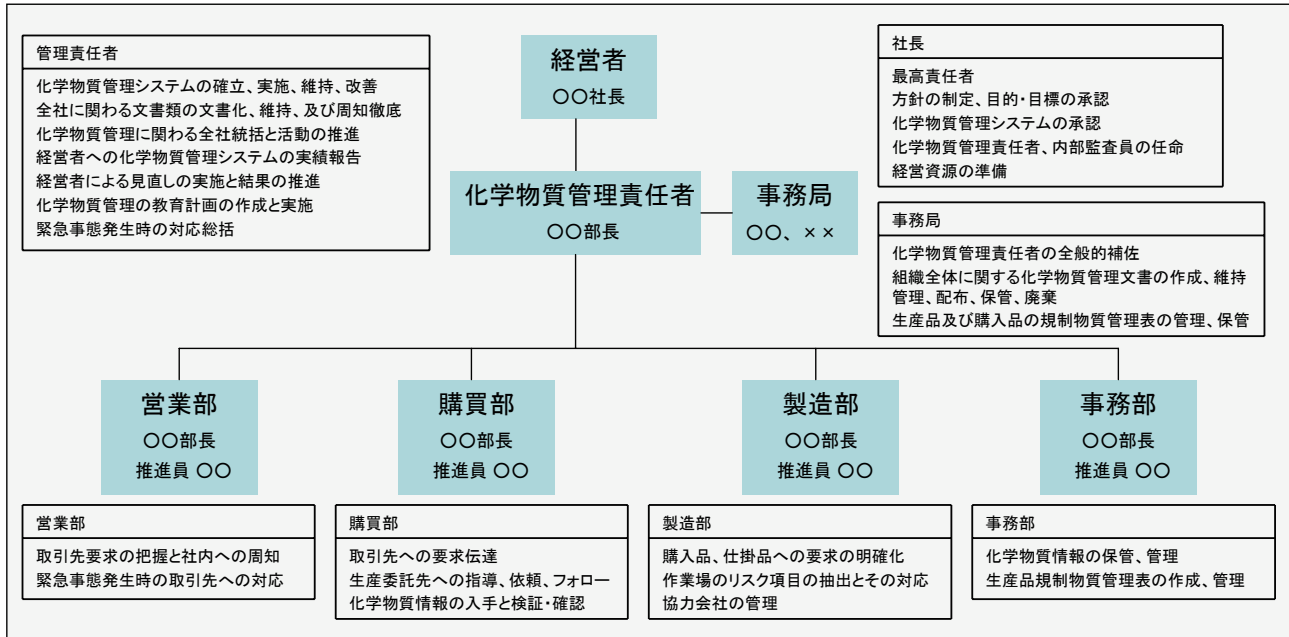 管理責任者
化学物質管理システムの確立、実施、維持、改善
全社に関わる文書類の文書化、維持、及び周知徹底
化学物質管理に関わる全社統括と活動の推進
経営者への化学物質管理システムの実績報告
経営者による見直しの実施と結果の推進
化学物質管理の教育計画の作成と実施
緊急事態発生時の対応総括
経営者
〇〇社長
社長
最高責任者
方針の制定、目的・目標の承認
化学物質管理システムの承認
化学物質管理責任者、内部監査員の任命
経営資源の準備
化学物質管理責任者
〇〇部長
事務局
〇〇、××
事務局
化学物質管理責任者の全般的補佐
組織全体に関する化学物質管理文書の作成、維持
管理、配布、保管、廃棄
生産品及び購入品の規制物質管理表の管理、保管
営業部
〇〇部長
推進員 〇〇
購買部
〇〇部長
推進員 〇〇
製造部
〇〇部長
推進員 〇〇
事務部
〇〇部長
推進員 〇〇
営業部
取引先要求の把握と社内への周知
緊急事態発生時の取引先への対応
購買部
取引先への要求伝達
生産委託先への指導、依頼、フォロー
化学物質情報の入手と検証・確認
製造部
購入品、仕掛品への要求の明確化
作業場のリスク項目の抽出とその対応
協力会社の管理
事務部
化学物質情報の保管、管理
生産品規制物質管理表の作成、管理